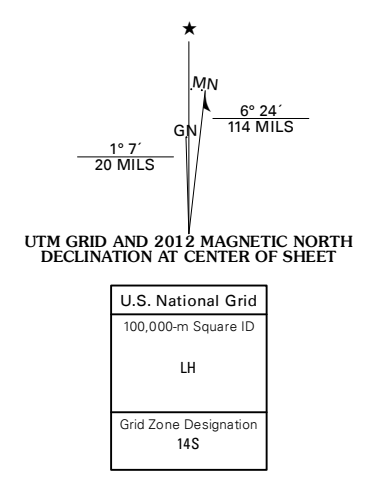 ★
MN
GN
6° 24´
114 MILS
1° 7´
20 MILS
UTM GRID AND 2012 MAGNETIC NORTH
DECLINATION AT CENTER OF SHEET
U.S. National Grid
100,000-m Square ID
LH
Grid Zone Designation
14S